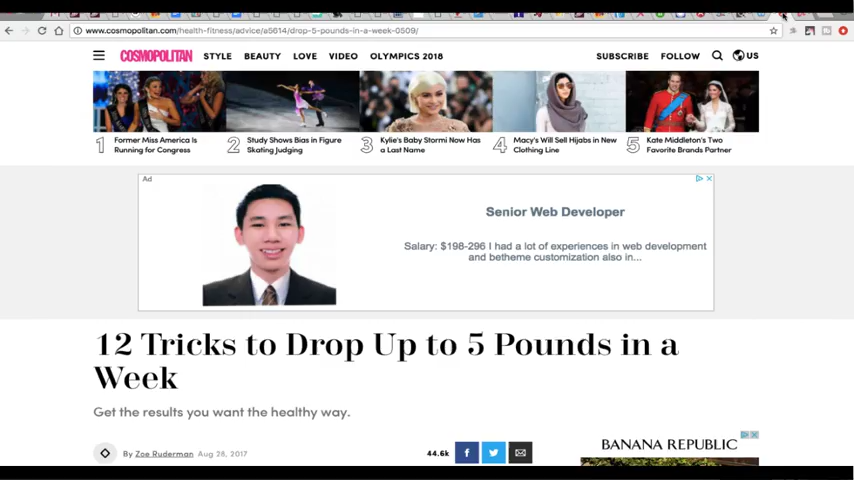 www.cosmopolitan.com/health-fitness/advice/a5614/drop-5-pounds-in-a-week-0509/
COSMOPOLITAN STYLE BEAUTY LOVE VIDEO OLYMPICS 2018 SUBSCRIBE FOLLOW US
1 Former Miss America Is Running for Congress
2 Study Shows Bias in Figure Skating Judging
3 Kylie's Baby Stormi Now Has a Last Name
4 Macy's Will Sell Hijabs in New Clothing Line
5 Kate Middleton's Two Favorite Brands Partner
Ad
Senior Web Developer
Salary: $198-296 I had a lot of experiences in web development
and betheme customization also in...
12 Tricks to Drop Up to 5 Pounds in a
Week
Get the results you want the healthy way.
By Zoe Ruderman Aug 28, 2017 44.6k
BANANA REPUBLIC